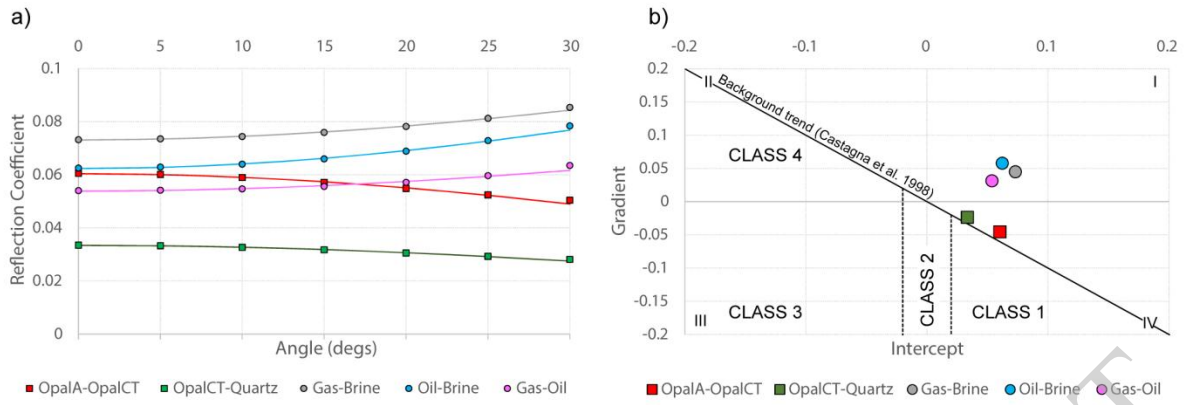 a)
0 5 10 15 20 25 30
0.1
0.08
0.06
0.04
0.02
0
Reflection Coefficient
Angle (degs)
OpalA-OpalCT OpalCT-Quartz Gas-Brine Oil-Brine Gas-Oil
b)
-0.2 -0.1 0 0.1 0.2
0.2
0.15
0.1
0.05
0
-0.05
-0.1
-0.15
-0.2
Gradient
II
I
Background trend (Castagna et al. 1998)
CLASS 4
CLASS 2
CLASS 3
CLASS 1
III
IV
Intercept
OpalA-OpalCT OpalCT-Quartz Gas-Brine Oil-Brine Gas-Oil
T